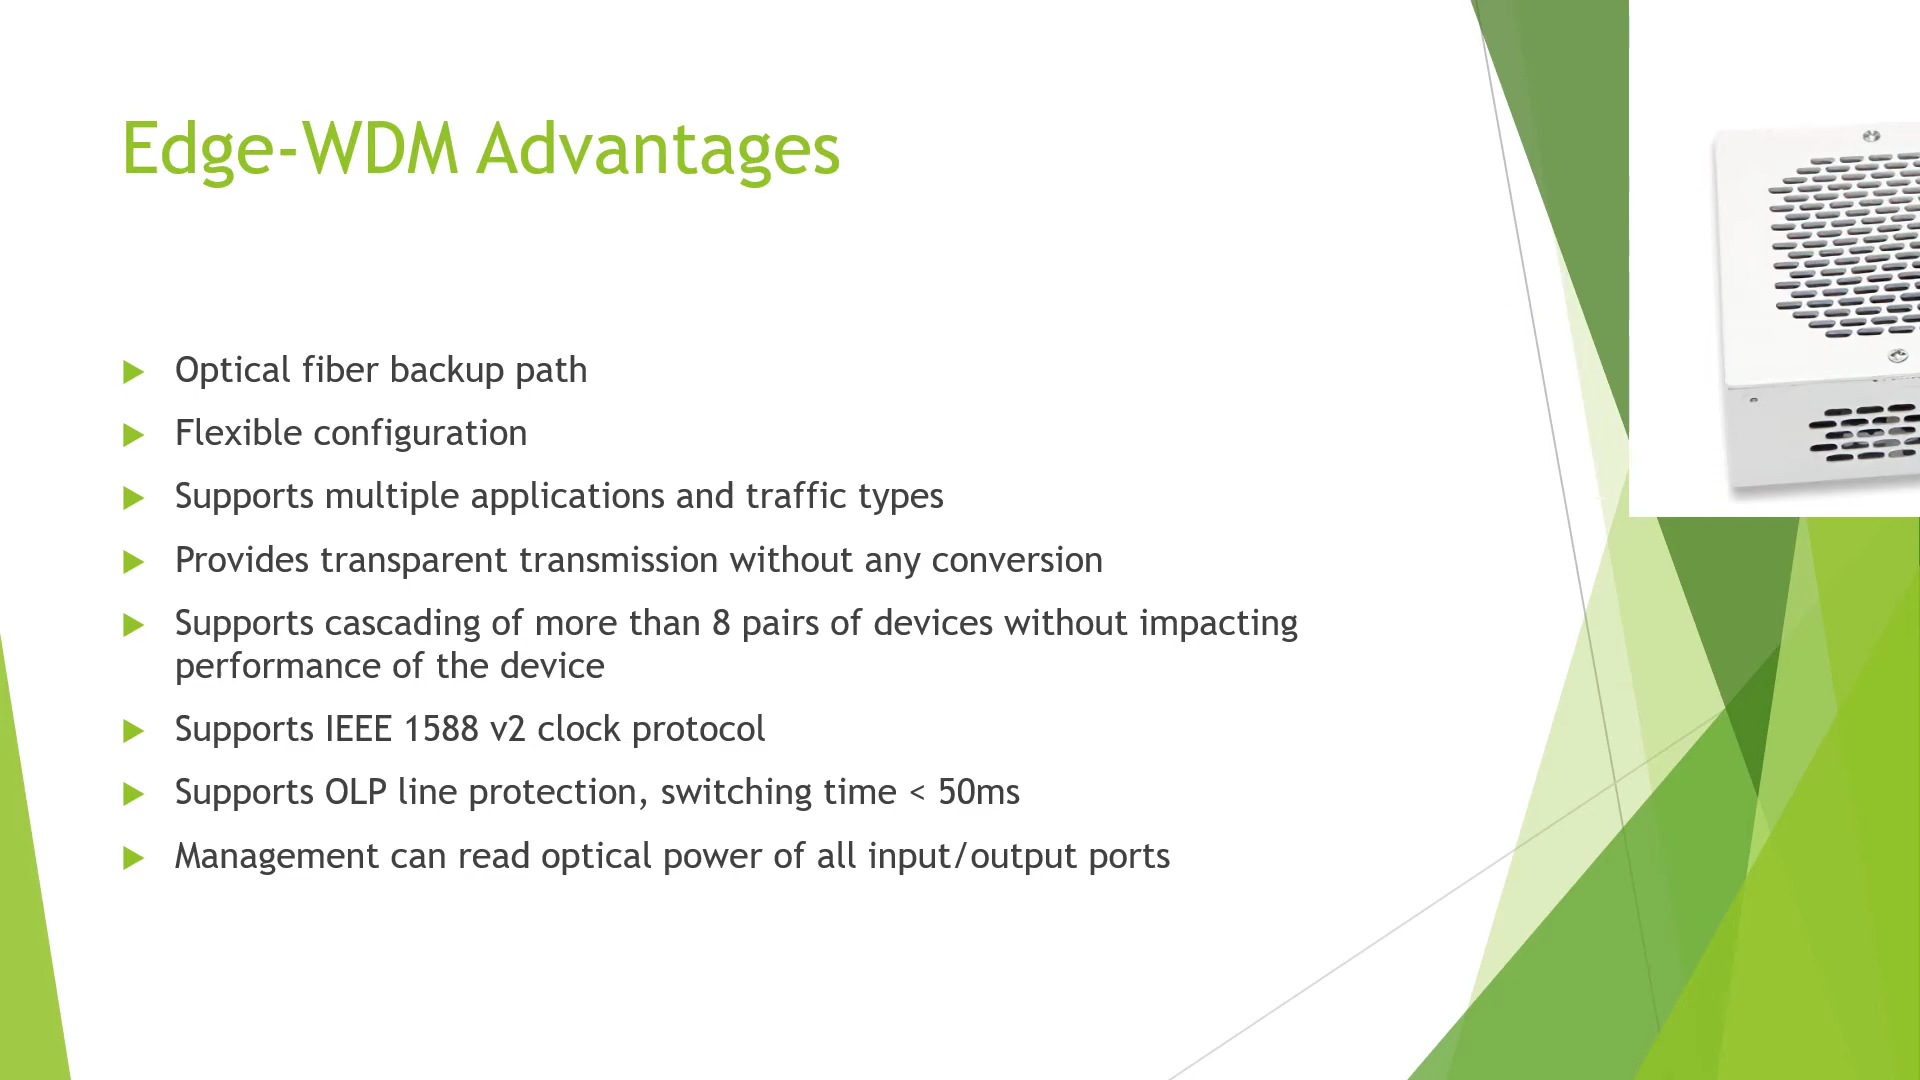 Edge-WDM Advantages
Optical fiber backup path
Flexible configuration
Supports multiple applications and traffic types
Provides transparent transmission without any conversion
Supports cascading of more than 8 pairs of devices without impacting
performance of the device
Supports IEEE 1588 v2 clock protocol
Supports OLP line protection, switching time < 50ms
Management can read optical power of all input/output ports